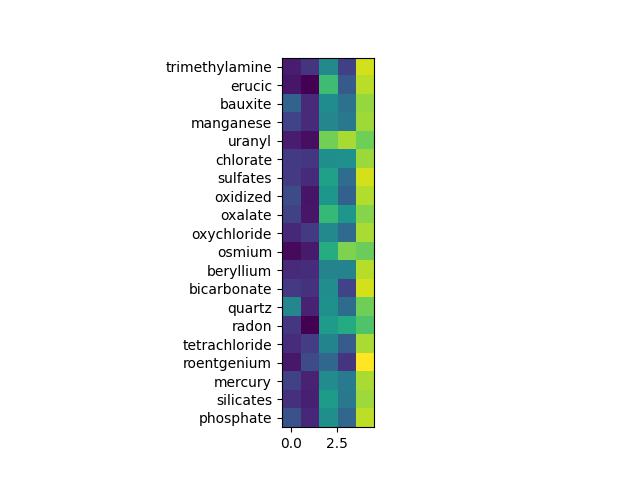 trimethylamine
erucic
bauxite
manganese
uranyl
chlorate
sulfates
oxidized
oxalate
oxychloride
osmium
beryllium
bicarbonate
quartz
radon
tetrachloride
roentgenium
mercury
silicates
phosphate
0.0 2.5